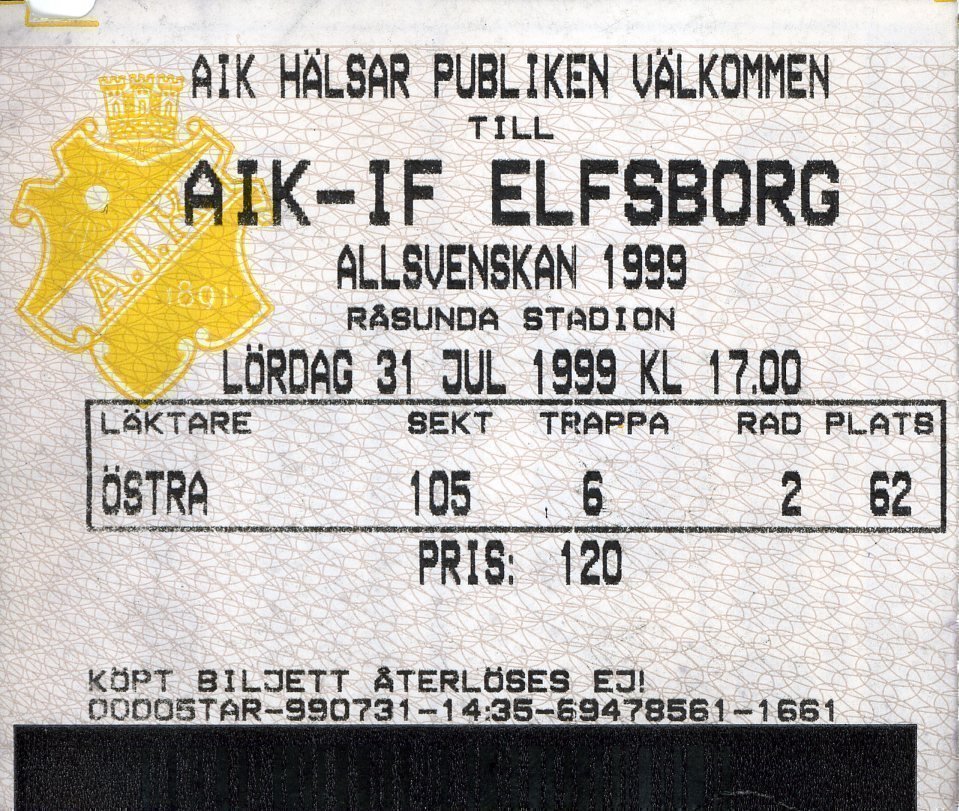 AIK HÄLSAR PUBLIKEN VÄLKOMMEN
TILL
AIK-IF ELFSBORG
ALLSVENSKAN 1999
RÅSUNDA STADION
LÖRDAG 31 JUL 1999 KL 17.00
A.I.K
1891
LÄKTARE SEKT TRAPPA RAD PLATS
ÖSTRA 105 6 2 62
PRIS: 120
KÖPT BILJETT ÅTERLÖSES EJ!
00005TAR-990731-14:35-69478561-1661